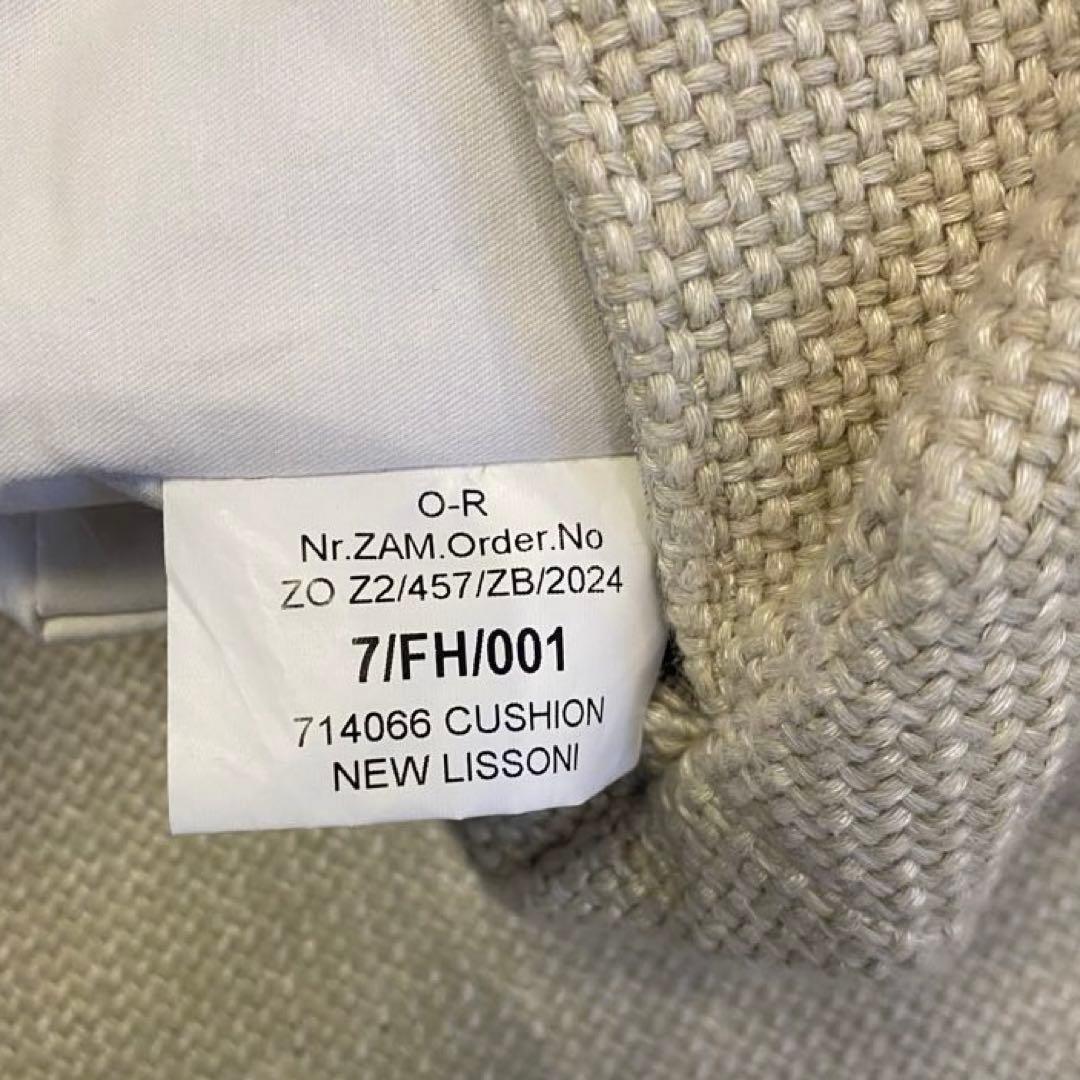 O-R
Nr.ZAM.Order.No
ZO Z2/457/ZB/2024
7/FH/001
714066 CUSHION
NEW LISSONI